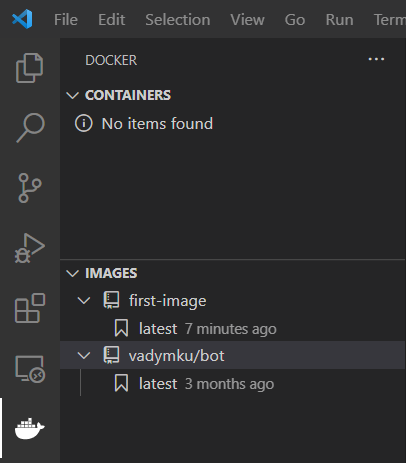 File Edit Selection View Go Run Term
DOCKER
CONTAINERS
No items found
IMAGES
first-image
latest 7 minutes ago
vadymku/bot
latest 3 months ago